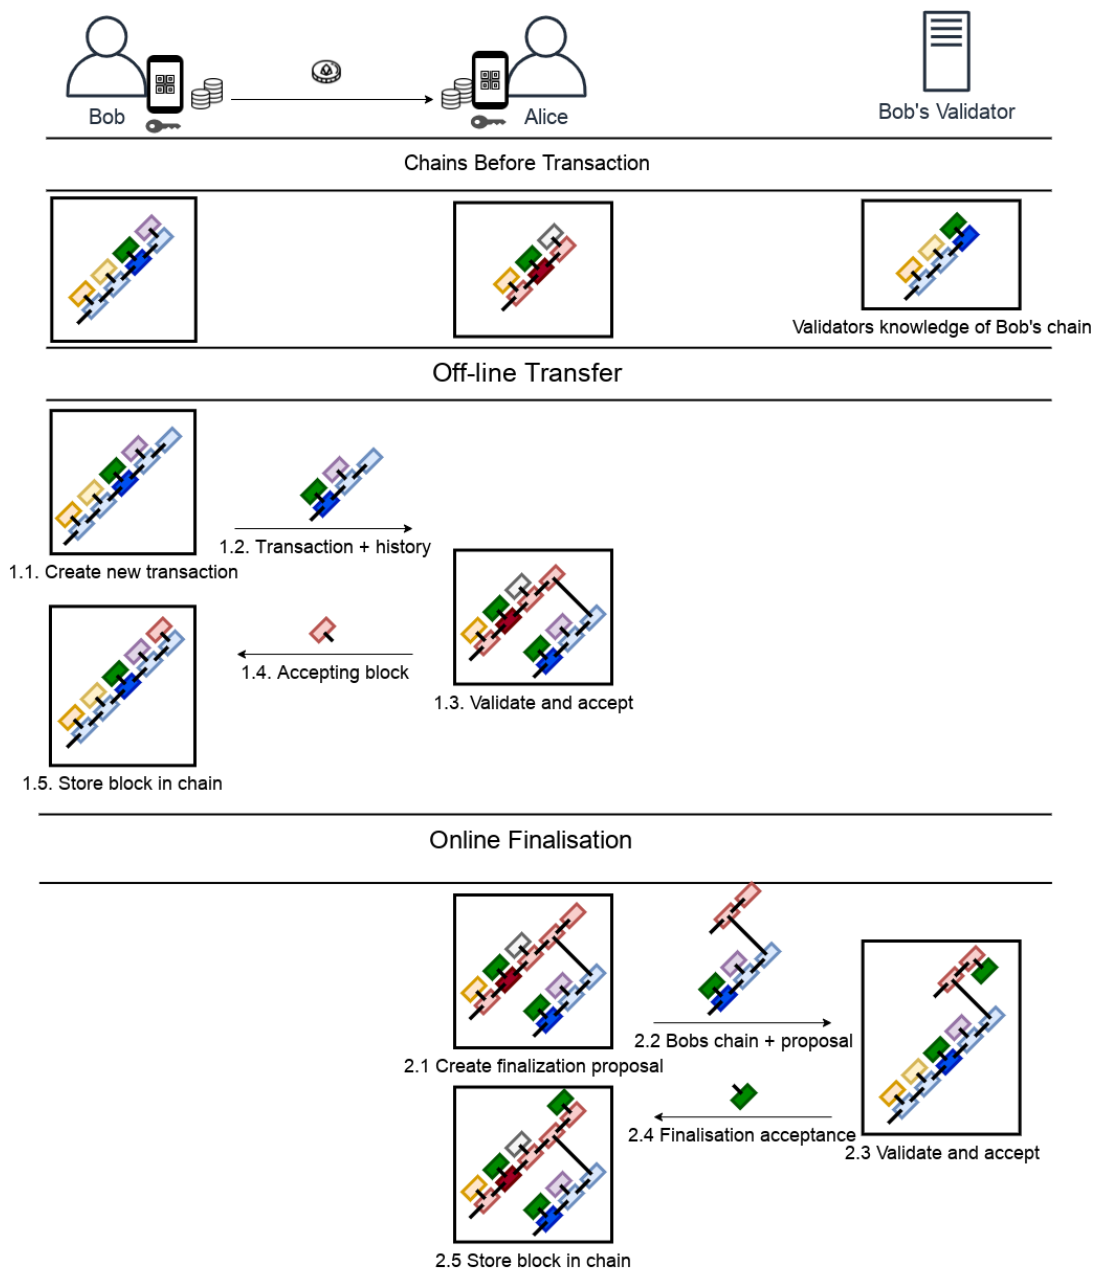 Bob
Alice
Bob's Validator
Chains Before Transaction
Validators knowledge of Bob's chain
Off-line Transfer
1.2. Transaction + history
1.1. Create new transaction
1.4. Accepting block
1.3. Validate and accept
1.5. Store block in chain
Online Finalisation
2.2 Bobs chain + proposal
2.1 Create finalization proposal
2.4 Finalisation acceptance
2.3 Validate and accept
2.5 Store block in chain